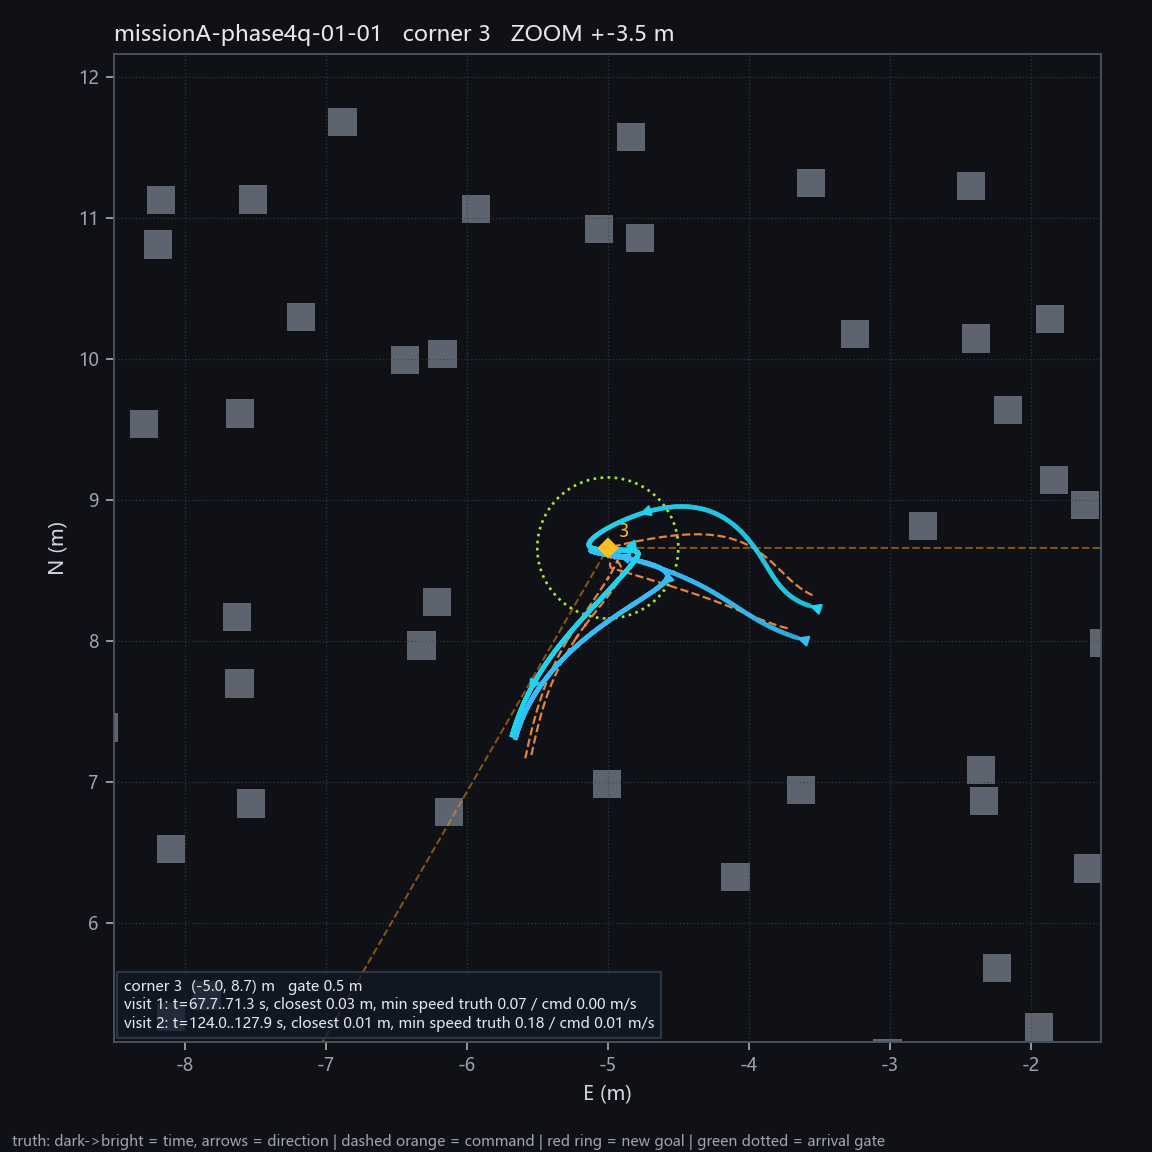 missionA-phase4q-01-01 corner 3 ZOOM +-3.5 m
12
11
10
9
8
7
6
N (m)
3
corner 3 (-5.0, 8.7) m gate 0.5 m
visit 1: t=67.7..71.3 s, closest 0.03 m, min speed truth 0.07 / cmd 0.00 m/s
visit 2: t=124.0..127.9 s, closest 0.01 m, min speed truth 0.18 / cmd 0.01 m/s
-8 -7 -6 -5 -4 -3 -2
E (m)
truth: dark->bright = time, arrows = direction | dashed orange = command | red ring = new goal | green dotted = arrival gate